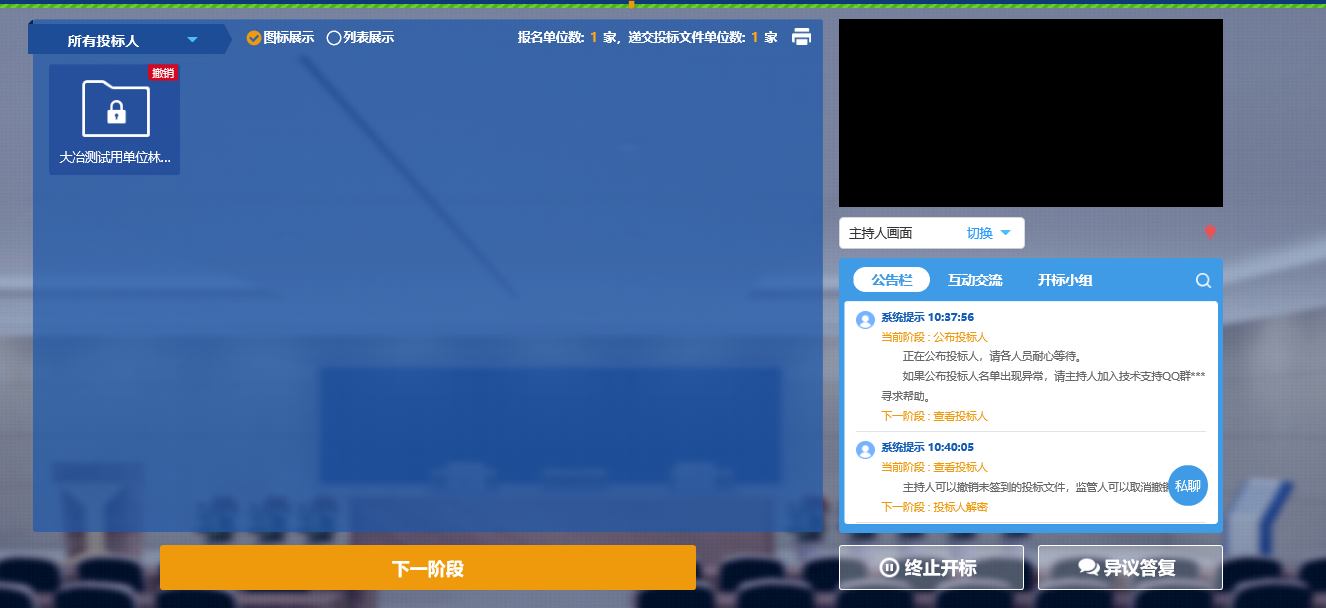 所有投标人
图标展示 列表展示
报名单位数: 1 家, 递交投标文件单位数: 1 家
撤销
大冶测试用单位林...
下一阶段
主持人画面 切换
公告栏 互动交流 开标小组
系统提示 10:37:56
当前阶段 : 公布投标人
正在公布投标人，请各人员耐心等待。
如果公布投标人名单出现异常，请主持人加入技术支持QQ群***
寻求帮助。
下一阶段 : 查看投标人
系统提示 10:40:05
当前阶段 : 查看投标人
主持人可以撤销未签到的投标文件，监管人可以取消撤销
私聊
下一阶段 : 投标人解密
终止开标 异议答复